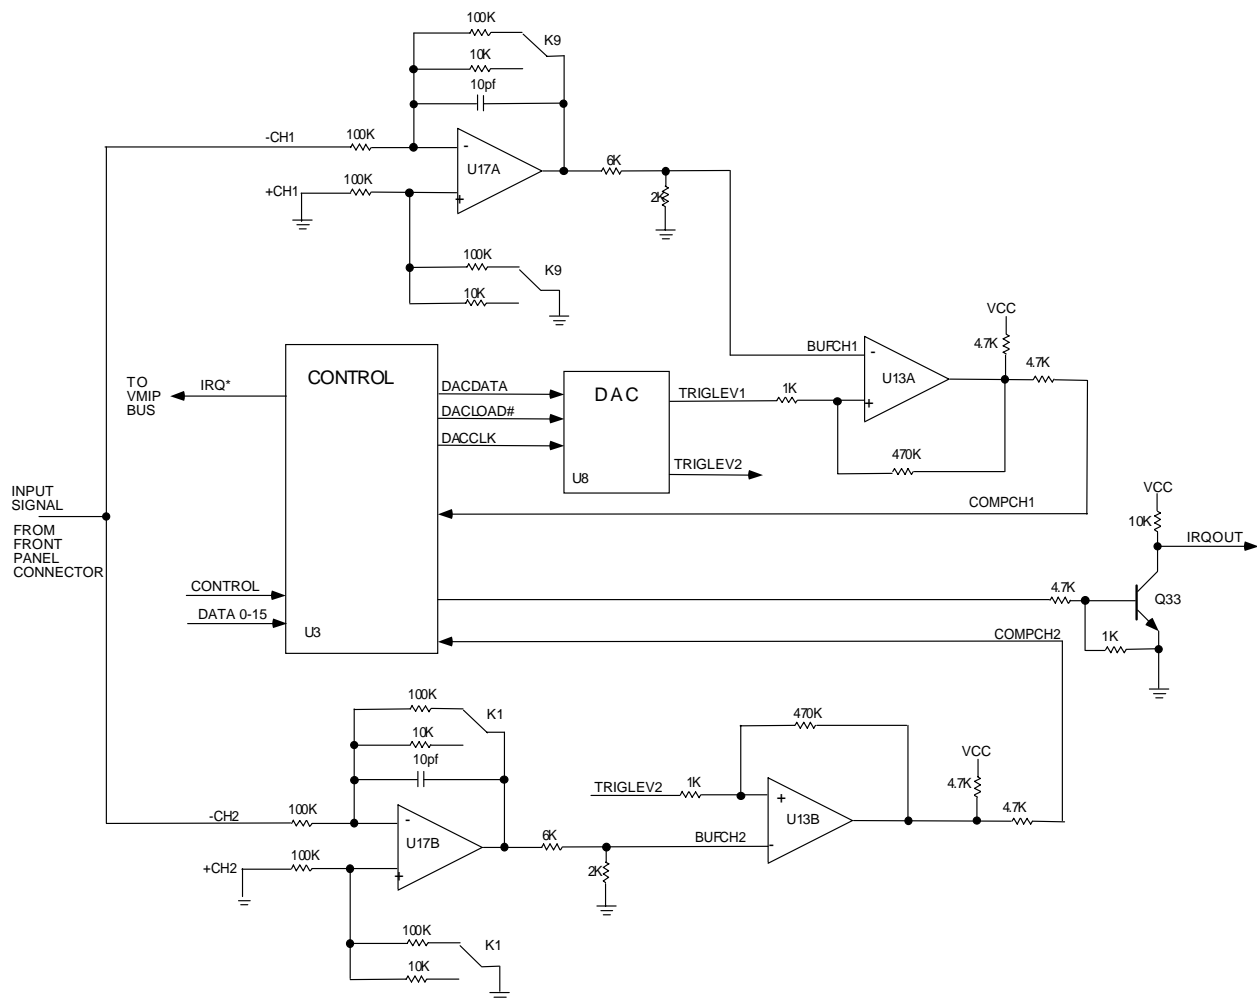 100K
K9
10K
10pf
-CH1
100K
-
U17A
6K
+CH1
100K
+
2K
100K
K9
10K
VCC
BUFCH1
-
4.7K
4.7K
CONTROL
U13A
TO
VMIP
BUS
IRQ*
DACDATA
DAC
TRIGLEV1
1K
+
DACLOAD#
DACCLK
470K
U8
TRIGLEV2
INPUT
SIGNAL
FROM
FRONT
PANEL
CONNECTOR
COMPCH1
VCC
10K
IRQOUT
CONTROL
DATA 0-15
U3
4.7K
Q33
COMPCH2
1K
100K
K1
10K
10pf
470K
VCC
TRIGLEV2
1K
4.7K
+
-CH2
100K
-
U13B
4.7K
U17B
6K
BUFCH2
-
+CH2
100K
+
2K
100K
K1
10K